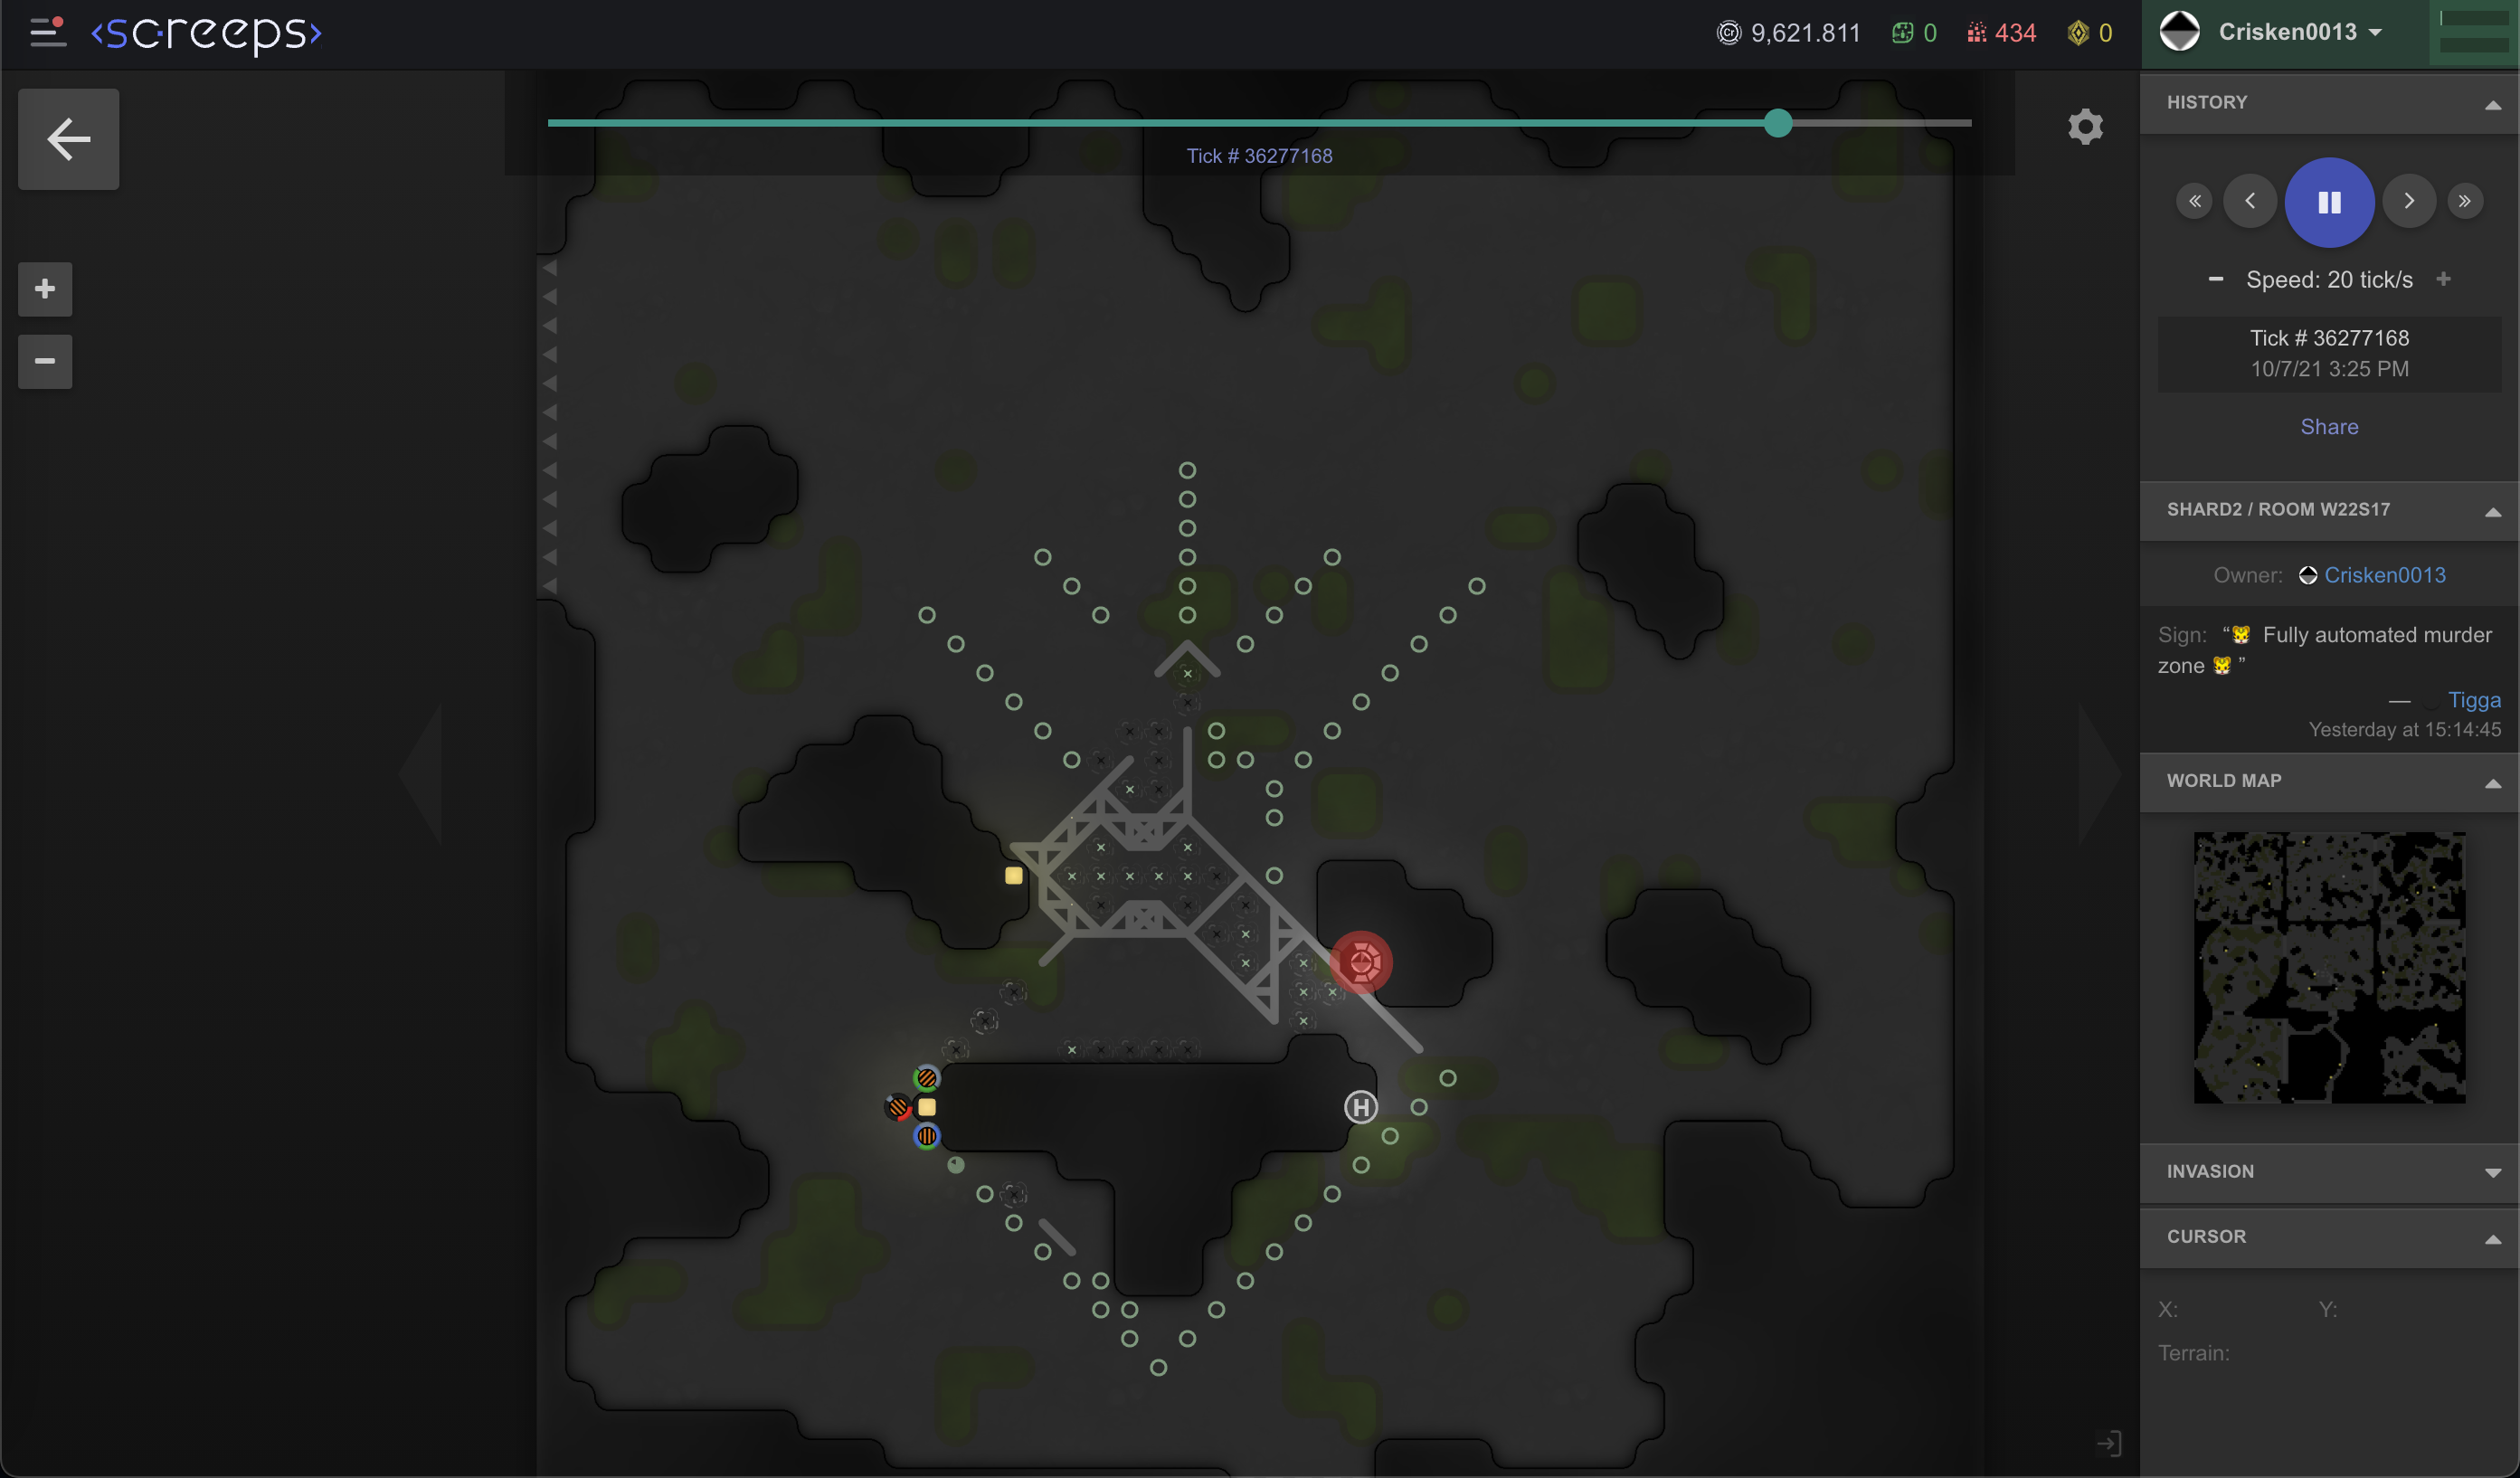 <screeps>
9,621.811
0
434
0
Crisken0013
Tick # 36277168
HISTORY
Speed: 20 tick/s
Tick # 36277168
10/7/21 3:25 PM
Share
SHARD2 / ROOM W22S17
Owner: Crisken0013
Sign: “🐯 Fully automated murder
zone 🐯 ”
— Tigga
Yesterday at 15:14:45
WORLD MAP
H
INVASION
CURSOR
X: Y:
Terrain: